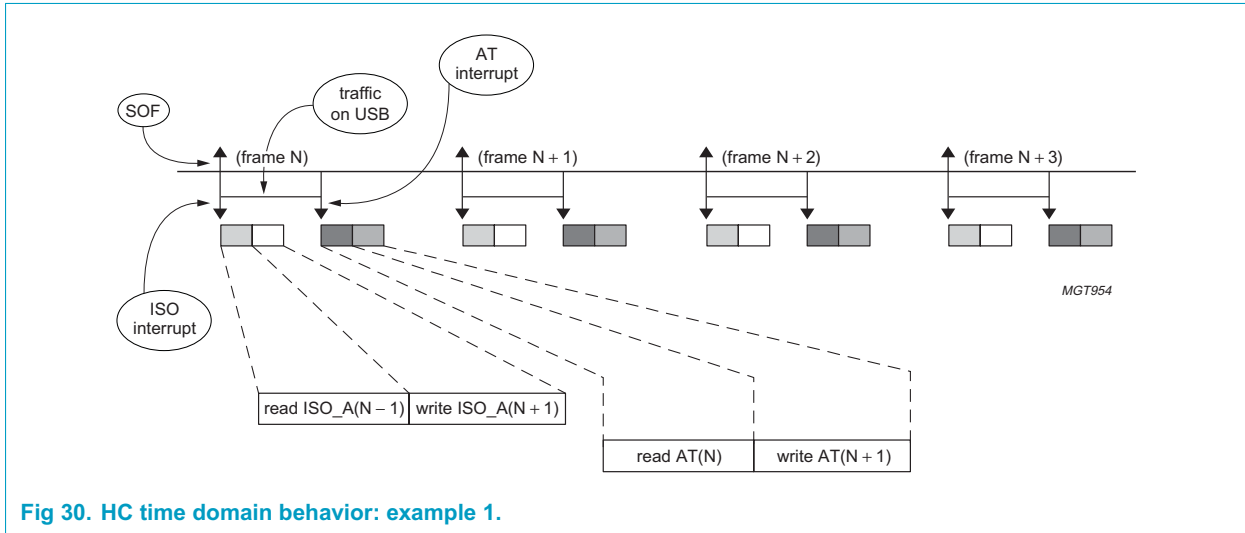 AT
interrupt
traffic
on USB
SOF
(frame N)
(frame N + 1)
(frame N + 2)
(frame N + 3)
MGT954
ISO
interrupt
read ISO_A(N − 1)
write ISO_A(N + 1)
read AT(N)
write AT(N + 1)
Fig 30. HC time domain behavior: example 1.